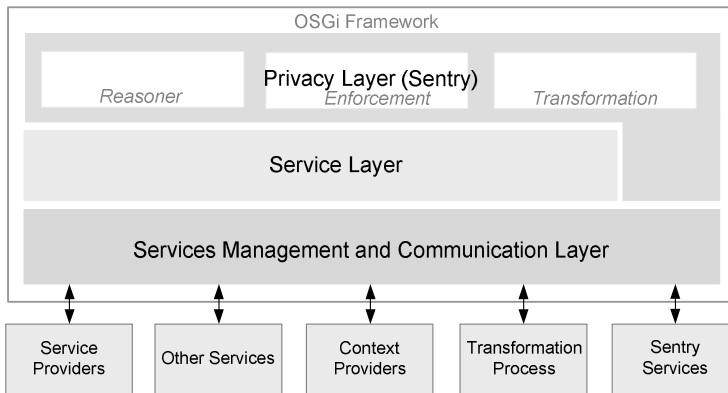 OSGi Framework
Privacy Layer (Sentry)
Reasoner
Enforcement
Transformation
Service Layer
Services Management and Communication Layer
Service
Providers
Other Services
Context
Providers
Transformation
Process
Sentry
Services